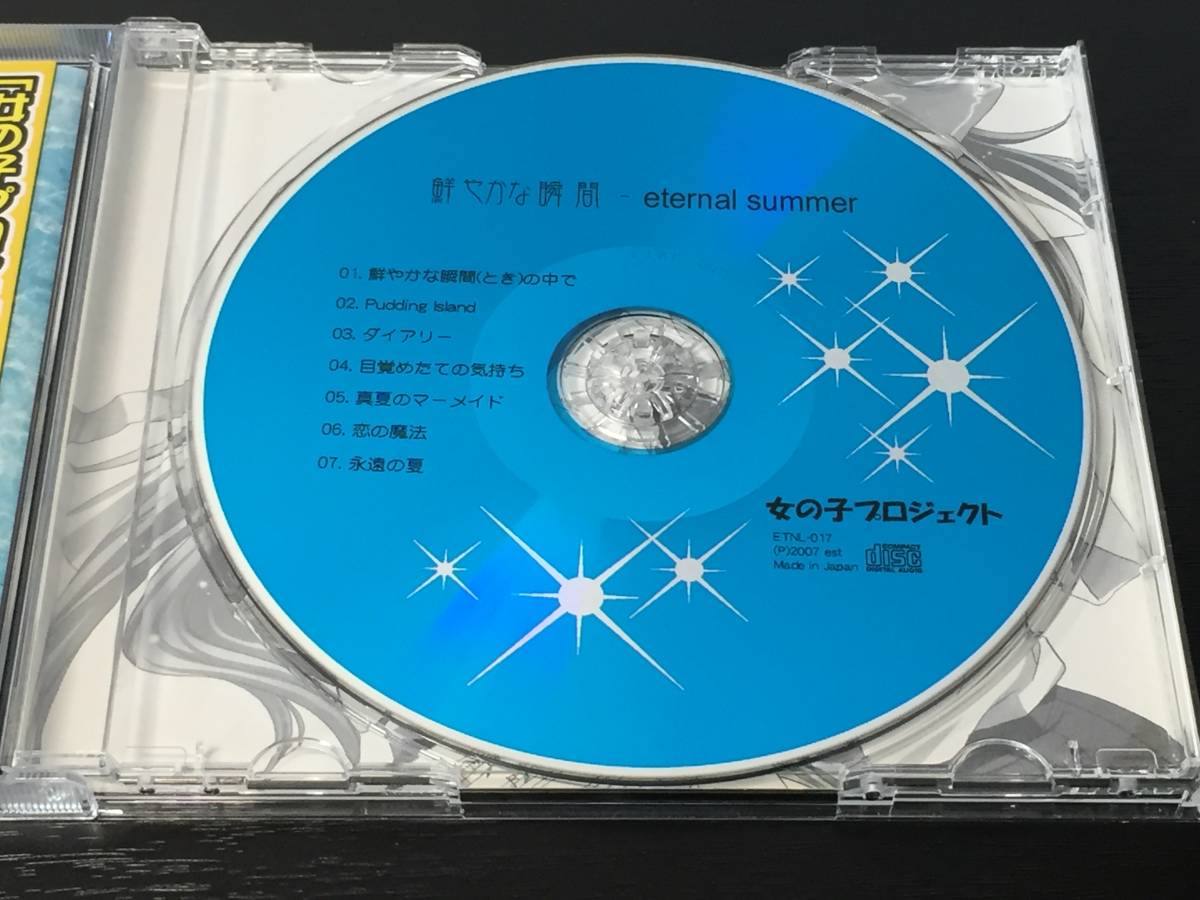 鮮やかな瞬間 - eternal summer
01. 鮮やかな瞬間(とき)の中で
02. Pudding Island
03. ダイアリー
04. 目覚めたての気持ち
05. 真夏のマーメイド
06. 恋の魔法
07. 永遠の夏
女の子プロジェクト
ETNL-017
(P)2007 est
Made in Japan
COMPACT
disc
DIGITAL AUDIO